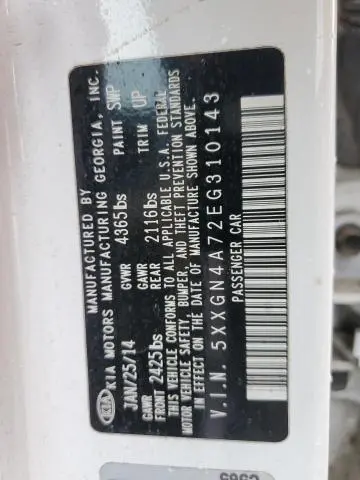 MANUFACTURED BY
KIA KIA MOTORS MANUFACTURING GEORGIA, INC.
JAN/25/14 GVWR 4365lbs PAINT SWP
GAWR FRONT 2425lbs GAWR REAR 2116lbs TRIM UP
THIS VEHICLE CONFORMS TO ALL APPLICABLE U.S.A. FEDERAL
MOTOR VEHICLE SAFETY, BUMPER, AND THEFT PREVENTION STANDARDS
IN EFFECT ON THE DATE OF MANUFACTURE SHOWN ABOVE.
V.I.N. 5XXGN4A72EG310143
PASSENGER CAR